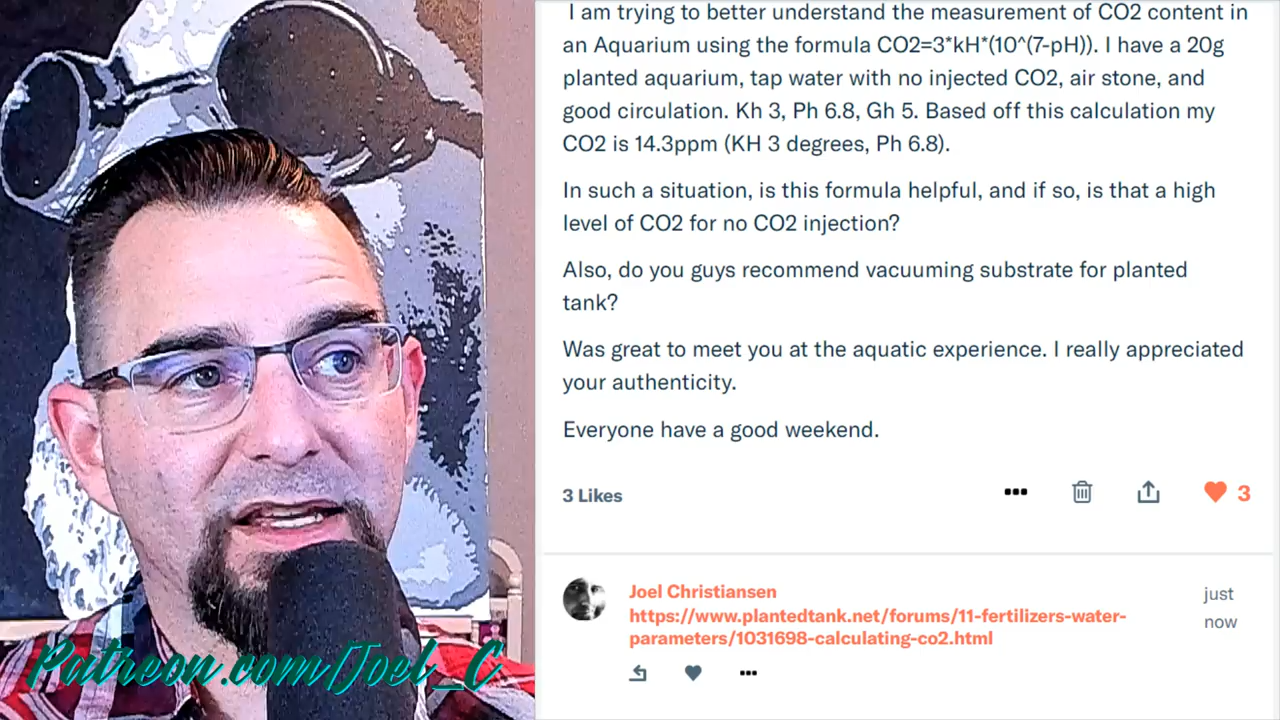 I am trying to better understand the measurement of CO2 content in
an Aquarium using the formula CO2=3*kH*(10^(7-pH)). I have a 20g
planted aquarium, tap water with no injected CO2, air stone, and
good circulation. Kh 3, Ph 6.8, Gh 5. Based off this calculation my
CO2 is 14.3ppm (KH 3 degrees, Ph 6.8).
In such a situation, is this formula helpful, and if so, is that a high
level of CO2 for no CO2 injection?
Also, do you guys recommend vacuuming substrate for planted
tank?
Was great to meet you at the aquatic experience. I really appreciated
your authenticity.
Everyone have a good weekend.
3 Likes
3
Joel Christiansen
just
now
https://www.plantedtank.net/forums/11-fertilizers-water-
parameters/1031698-calculating-co2.html
Patreon.com/Joel_C